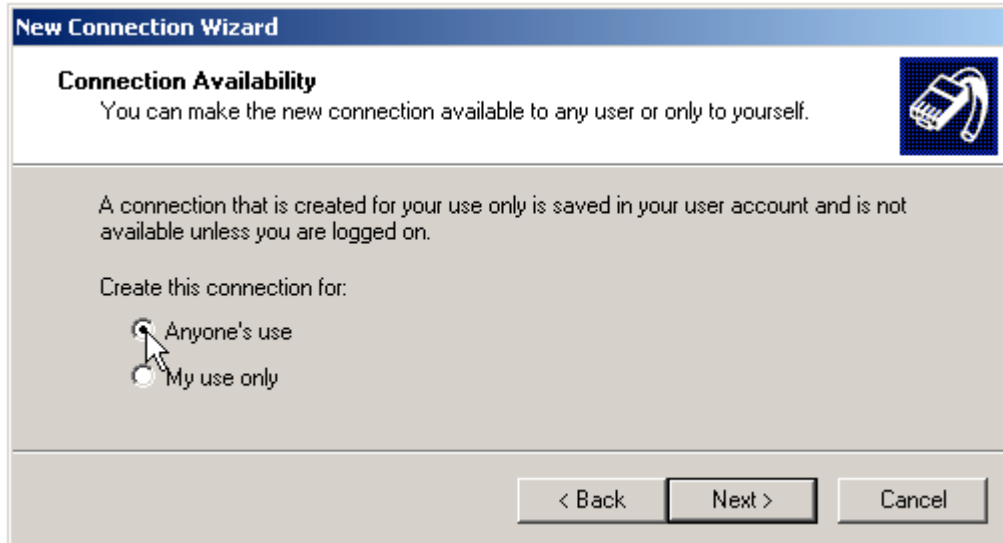 New Connection Wizard
Connection Availability
You can make the new connection available to any user or only to yourself.
A connection that is created for your use only is saved in your user account and is not
available unless you are logged on.
Create this connection for:
Anyone's use
My use only
< Back Next > Cancel